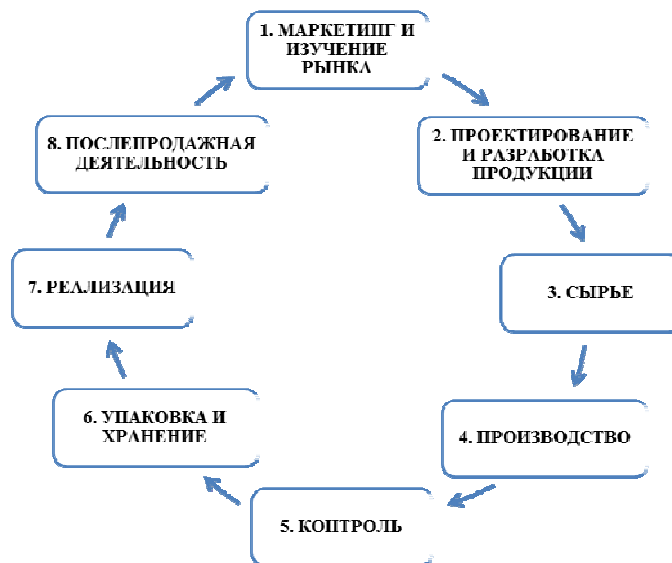 1. МАРКЕТИНГ И
ИЗУЧЕНИЕ
РЫНКА
2. ПРОЕКТИРОВАНИЕ
И РАЗРАБОТКА
ПРОДУКЦИИ
3. СЫРЬЕ
4. ПРОИЗВОДСТВО
5. КОНТРОЛЬ
6. УПАКОВКА И
ХРАНЕНИЕ
7. РЕАЛИЗАЦИЯ
8. ПОСЛЕПРОДАЖНАЯ
ДЕЯТЕЛЬНОСТЬ